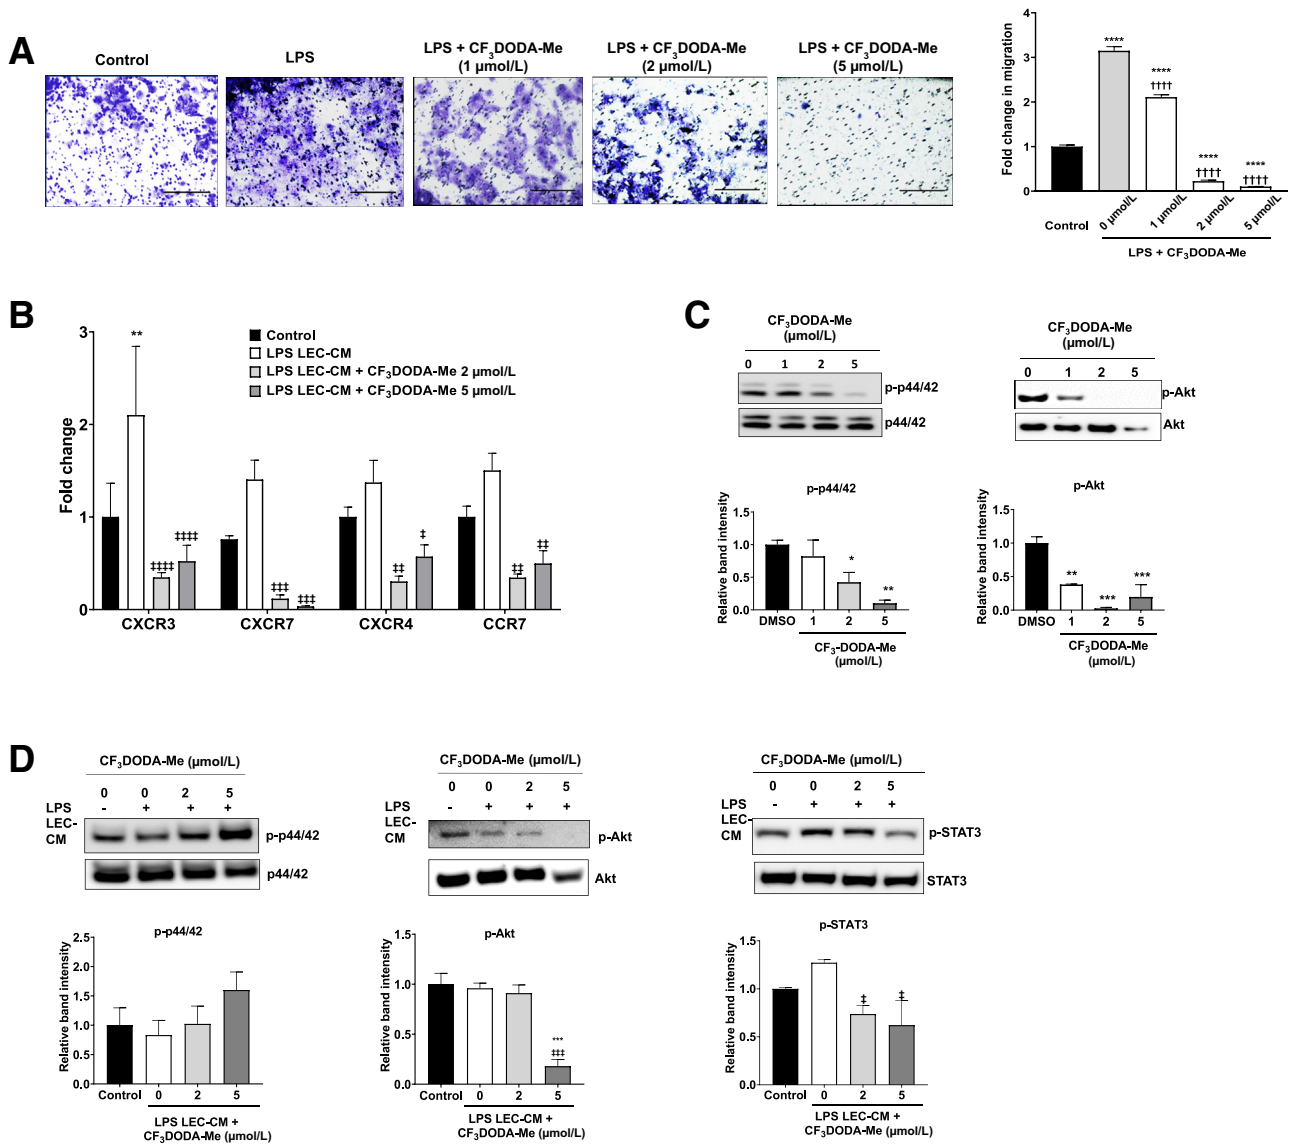 A
Control
LPS
LPS + CF3DODA-Me
(1 µmol/L)
LPS + CF3DODA-Me
(2 µmol/L)
LPS + CF3DODA-Me
(5 µmol/L)
Fold change in migration
4
3
2
1
0
****
****
††††
****
††††
****
††††
Control
0 µmol/L
1 µmol/L
2 µmol/L
5 µmol/L
LPS + CF3DODA-Me
B
Fold change
3
2
1
0
**
Control
LPS LEC-CM
LPS LEC-CM + CF3DODA-Me 2 µmol/L
LPS LEC-CM + CF3DODA-Me 5 µmol/L
‡‡‡‡
‡‡‡‡
‡‡‡
‡‡‡
‡‡
‡
‡‡
‡‡
CXCR3
CXCR7
CXCR4
CCR7
C
CF3DODA-Me
(µmol/L)
0 1 2 5
p-p44/42
p44/42
CF3DODA-Me
(µmol/L)
0 1 2 5
p-Akt
Akt
p-p44/42
Relative band intensity
1.5
1.0
0.5
0.0
*
**
DMSO 1 2 5
CF3-DODA-Me
(µmol/L)
p-Akt
Relative band intensity
1.5
1.0
0.5
0.0
**
***
***
DMSO 1 2 5
CF3DODA-Me
(µmol/L)
D
CF3DODA-Me (µmol/L)
0 0 2 5
LPS - + + +
LEC-
CM
p-p44/42
p44/42
CF3DODA-Me (µmol/L)
0 0 2 5
LPS - + + +
LEC-
CM
p-Akt
Akt
CF3DODA-Me (µmol/L)
0 0 2 5
LPS - + + +
LEC-
CM
p-STAT3
STAT3
p-p44/42
Relative band intensity
2.5
2.0
1.5
1.0
0.5
0.0
Control 0 2 5
LPS LEC-CM +
CF3DODA-Me (µmol/L)
p-Akt
Relative band intensity
1.5
1.0
0.5
0.0
***
‡‡‡
Control 0 2 5
LPS LEC-CM +
CF3DODA-Me (µmol/L)
p-STAT3
Relative band intensity
1.5
1.0
0.5
0.0
‡
‡
Control 0 2 5
LPS LEC-CM +
CF3DODA-Me (µmol/L)